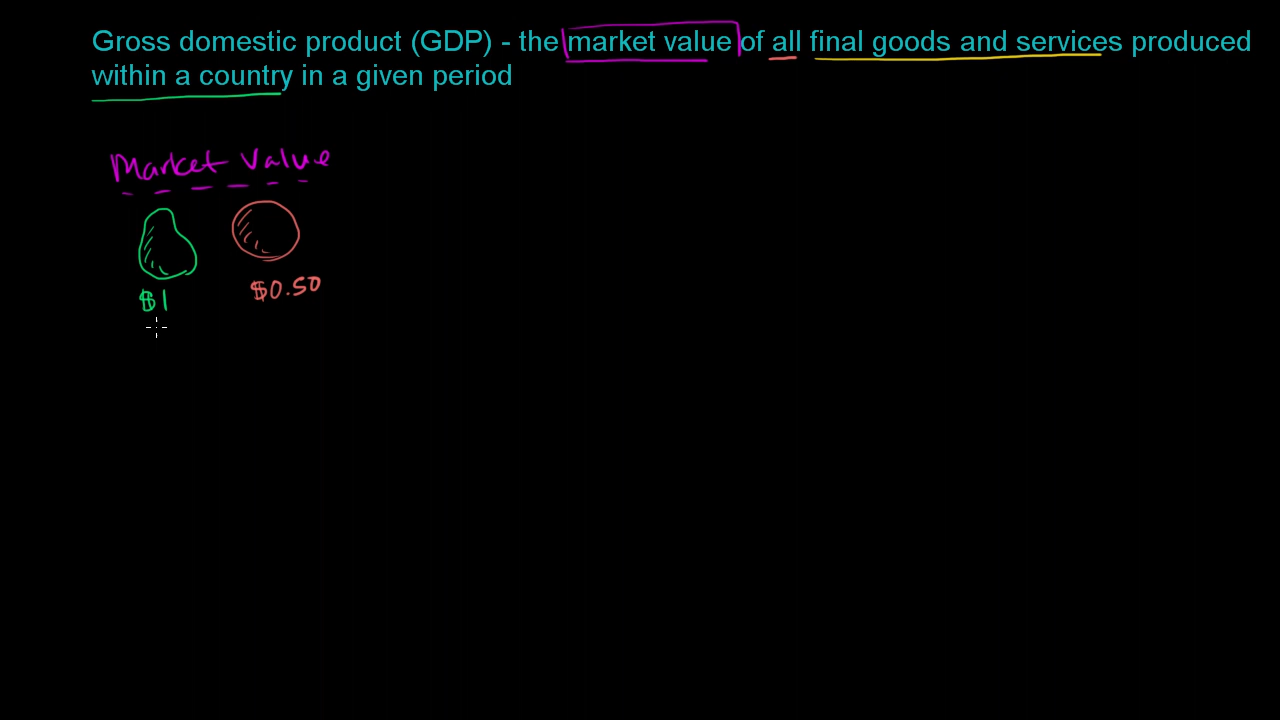 Gross domestic product (GDP) - the market value of all final goods and services produced
within a country in a given period
Market Value
$1 $0.50